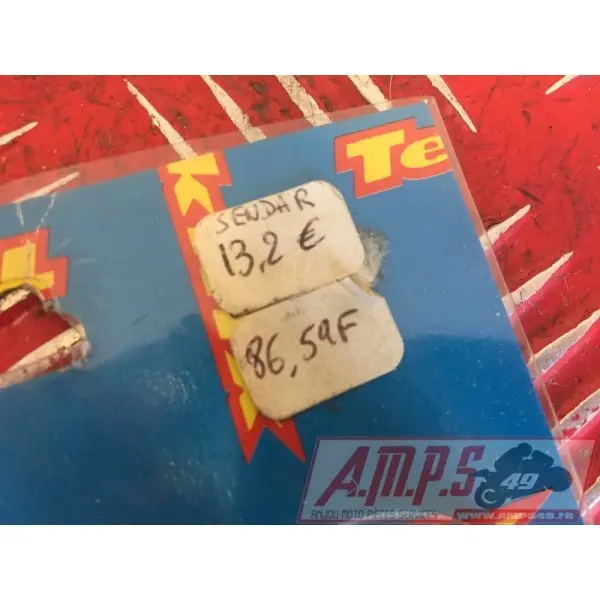 Te
SENDAR
13,2 €
86,59F
A.M.P.S 49
ANJOU MOTO PIÈCES SERVICES
WWW.AMPS49.FR